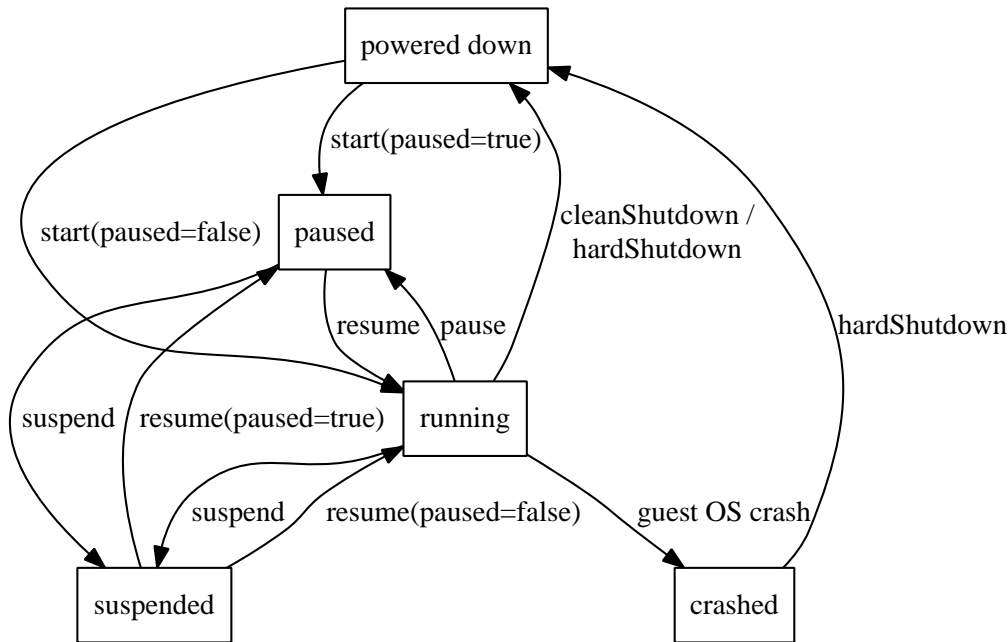 powered down
start(paused=true)
cleanShutdown /
hardShutdown
start(paused=false)
paused
resume
pause
hardShutdown
suspend
resume(paused=true)
running
suspend
resume(paused=false)
guest OS crash
suspended
crashed